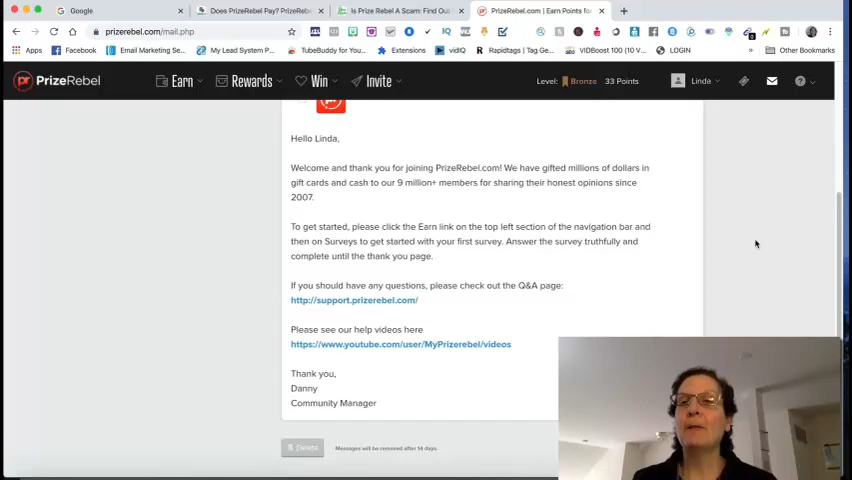 Google
Does PrizeRebel Pay? PrizeReb
Is Prize Rebel A Scam: Find Ou
PrizeRebel.com | Earn Points fo
prizerebel.com/mail.php
Apps
Facebook
Email Marketing Se...
My Lead System P...
TubeBuddy for You...
Extensions
vidIQ
Rapidtags | Tag Ge...
VIDBoost 100 (10 V...
LOGIN
Other Bookmarks
pr PrizeRebel
Earn
Rewards
Win
Invite
Level: Bronze 33 Points
Linda
Hello Linda,
Welcome and thank you for joining PrizeRebel.com! We have gifted millions of dollars in
gift cards and cash to our 9 million+ members for sharing their honest opinions since
2007.
To get started, please click the Earn link on the top left section of the navigation bar and
then on Surveys to get started with your first survey. Answer the survey truthfully and
complete until the thank you page.
If you should have any questions, please check out the Q&A page:
http://support.prizerebel.com/
Please see our help videos here
https://www.youtube.com/user/MyPrizerebel/videos
Thank you,
Danny
Community Manager
Delete
Messages will be removed after 14 days.